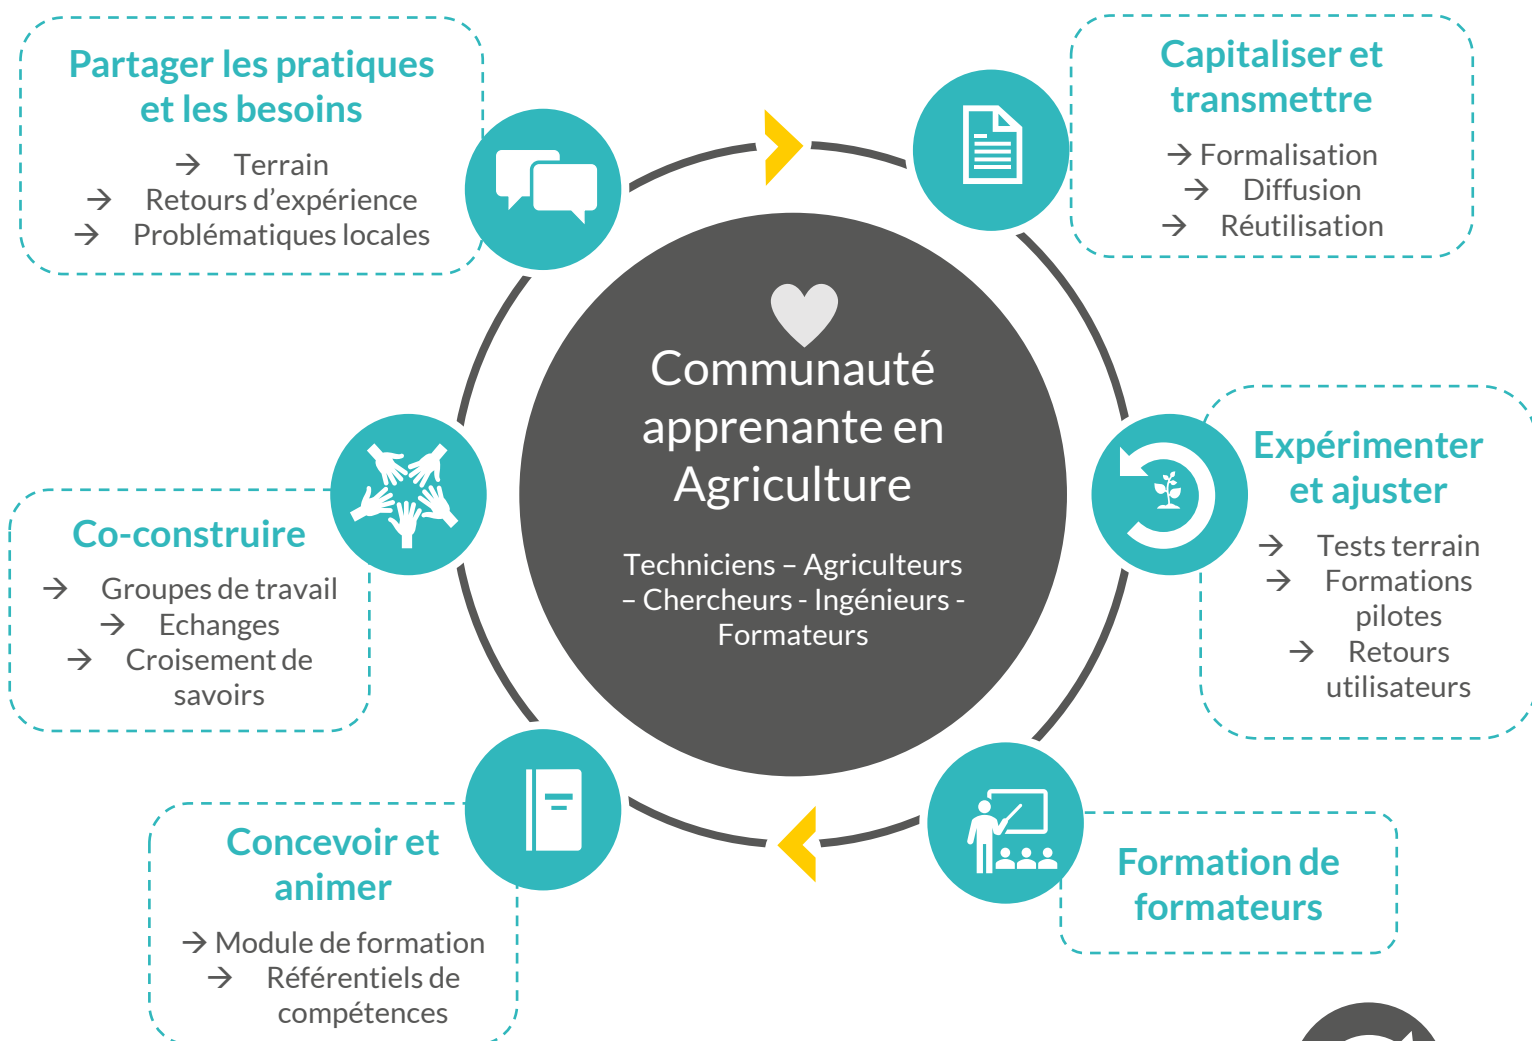 Partager les pratiques
et les besoins
→ Terrain
→ Retours d’expérience
→ Problématiques locales
Capitaliser et
transmettre
→ Formalisation
→ Diffusion
→ Réutilisation
Communauté
apprenante en
Agriculture
Techniciens – Agriculteurs
– Chercheurs - Ingénieurs -
Formateurs
Expérimenter
et ajuster
→ Tests terrain
→ Formations
pilotes
→ Retours
utilisateurs
Co-construire
→ Groupes de travail
→ Echanges
→ Croisement de
savoirs
Concevoir et
animer
→ Module de formation
→ Référentiels de
compétences
Formation de
formateurs